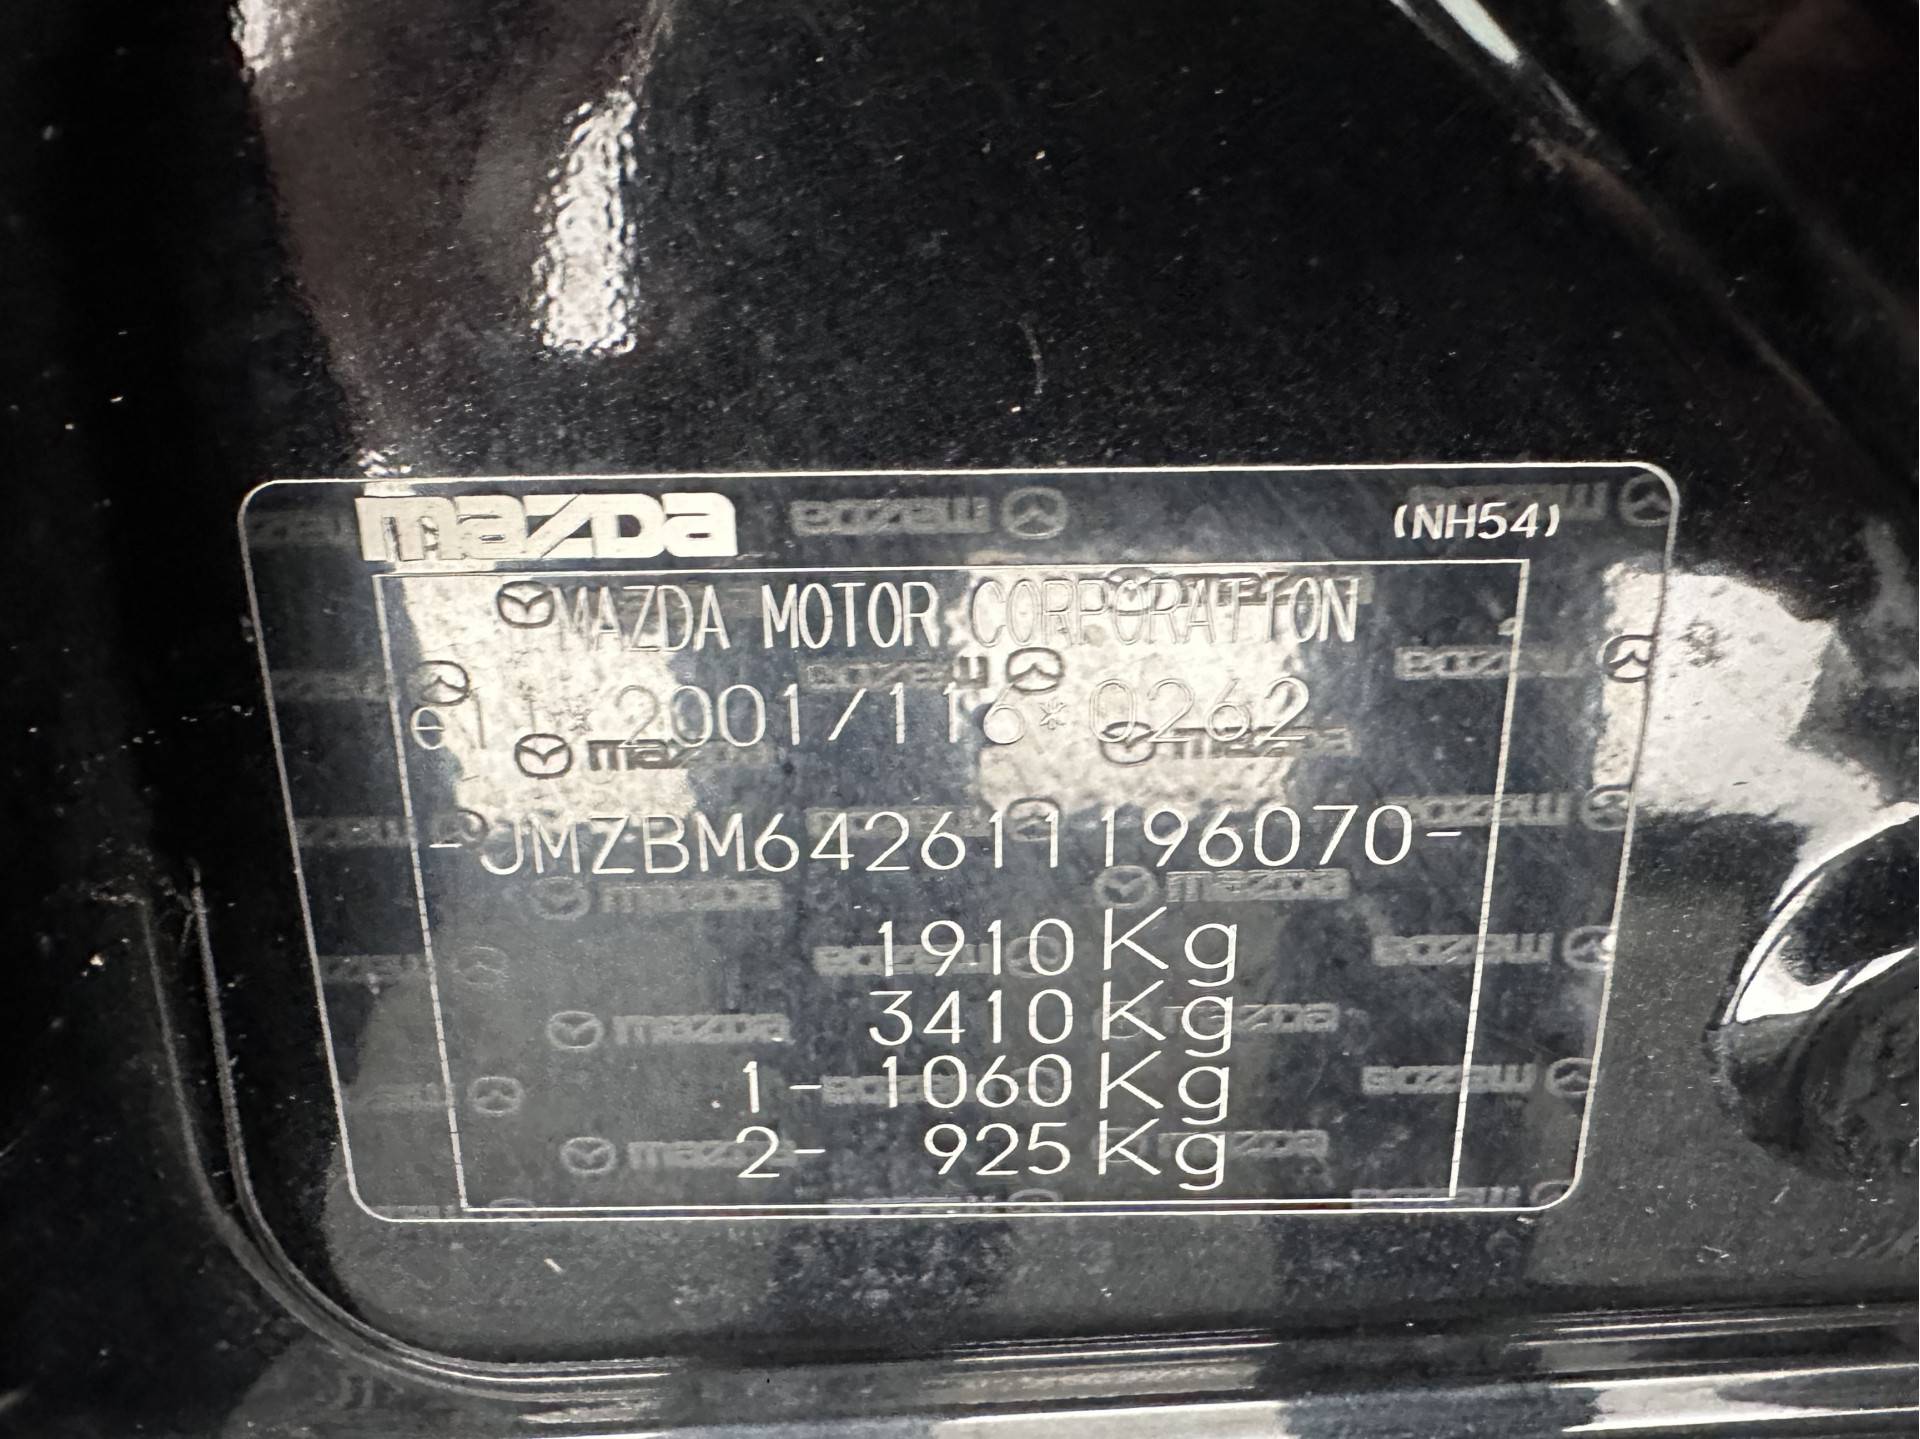 mazda
(NH54)
MAZDA MOTOR CORPORATION
e11*2001/116*0262
-JMZBM642611196070-
1910Kg
3410Kg
1- 1060Kg
2- 925Kg